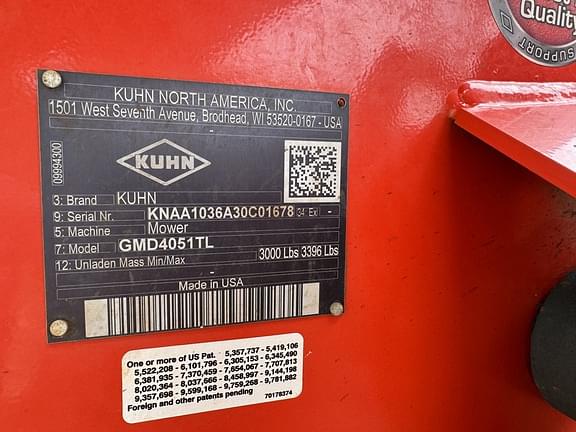 Quality
SUPPORT
KUHN NORTH AMERICA, INC.
1501 West Seventh Avenue, Brodhead, WI 53520-0167 - USA
09994300
KUHN
3: Brand KUHN
9: Serial Nr. KNAA1036A30C01678 34: Exl -
5: Machine Mower
7: Model GMD4051TL
12: Unladen Mass Min/Max 3000 Lbs 3396 Lbs
Made in USA
One or more of US Pat. 5,357,737 - 5,419,106
5,522,208 - 6,101,796 - 6,305,153 - 6,345,490
6,381,935 - 7,370,459 - 7,654,067 - 7,707,813
8,020,364 - 8,037,666 - 8,458,997 - 9,144,198
9,357,698 - 9,599,168 - 9,759,268 - 9,781,882
Foreign and other patents pending
70178374